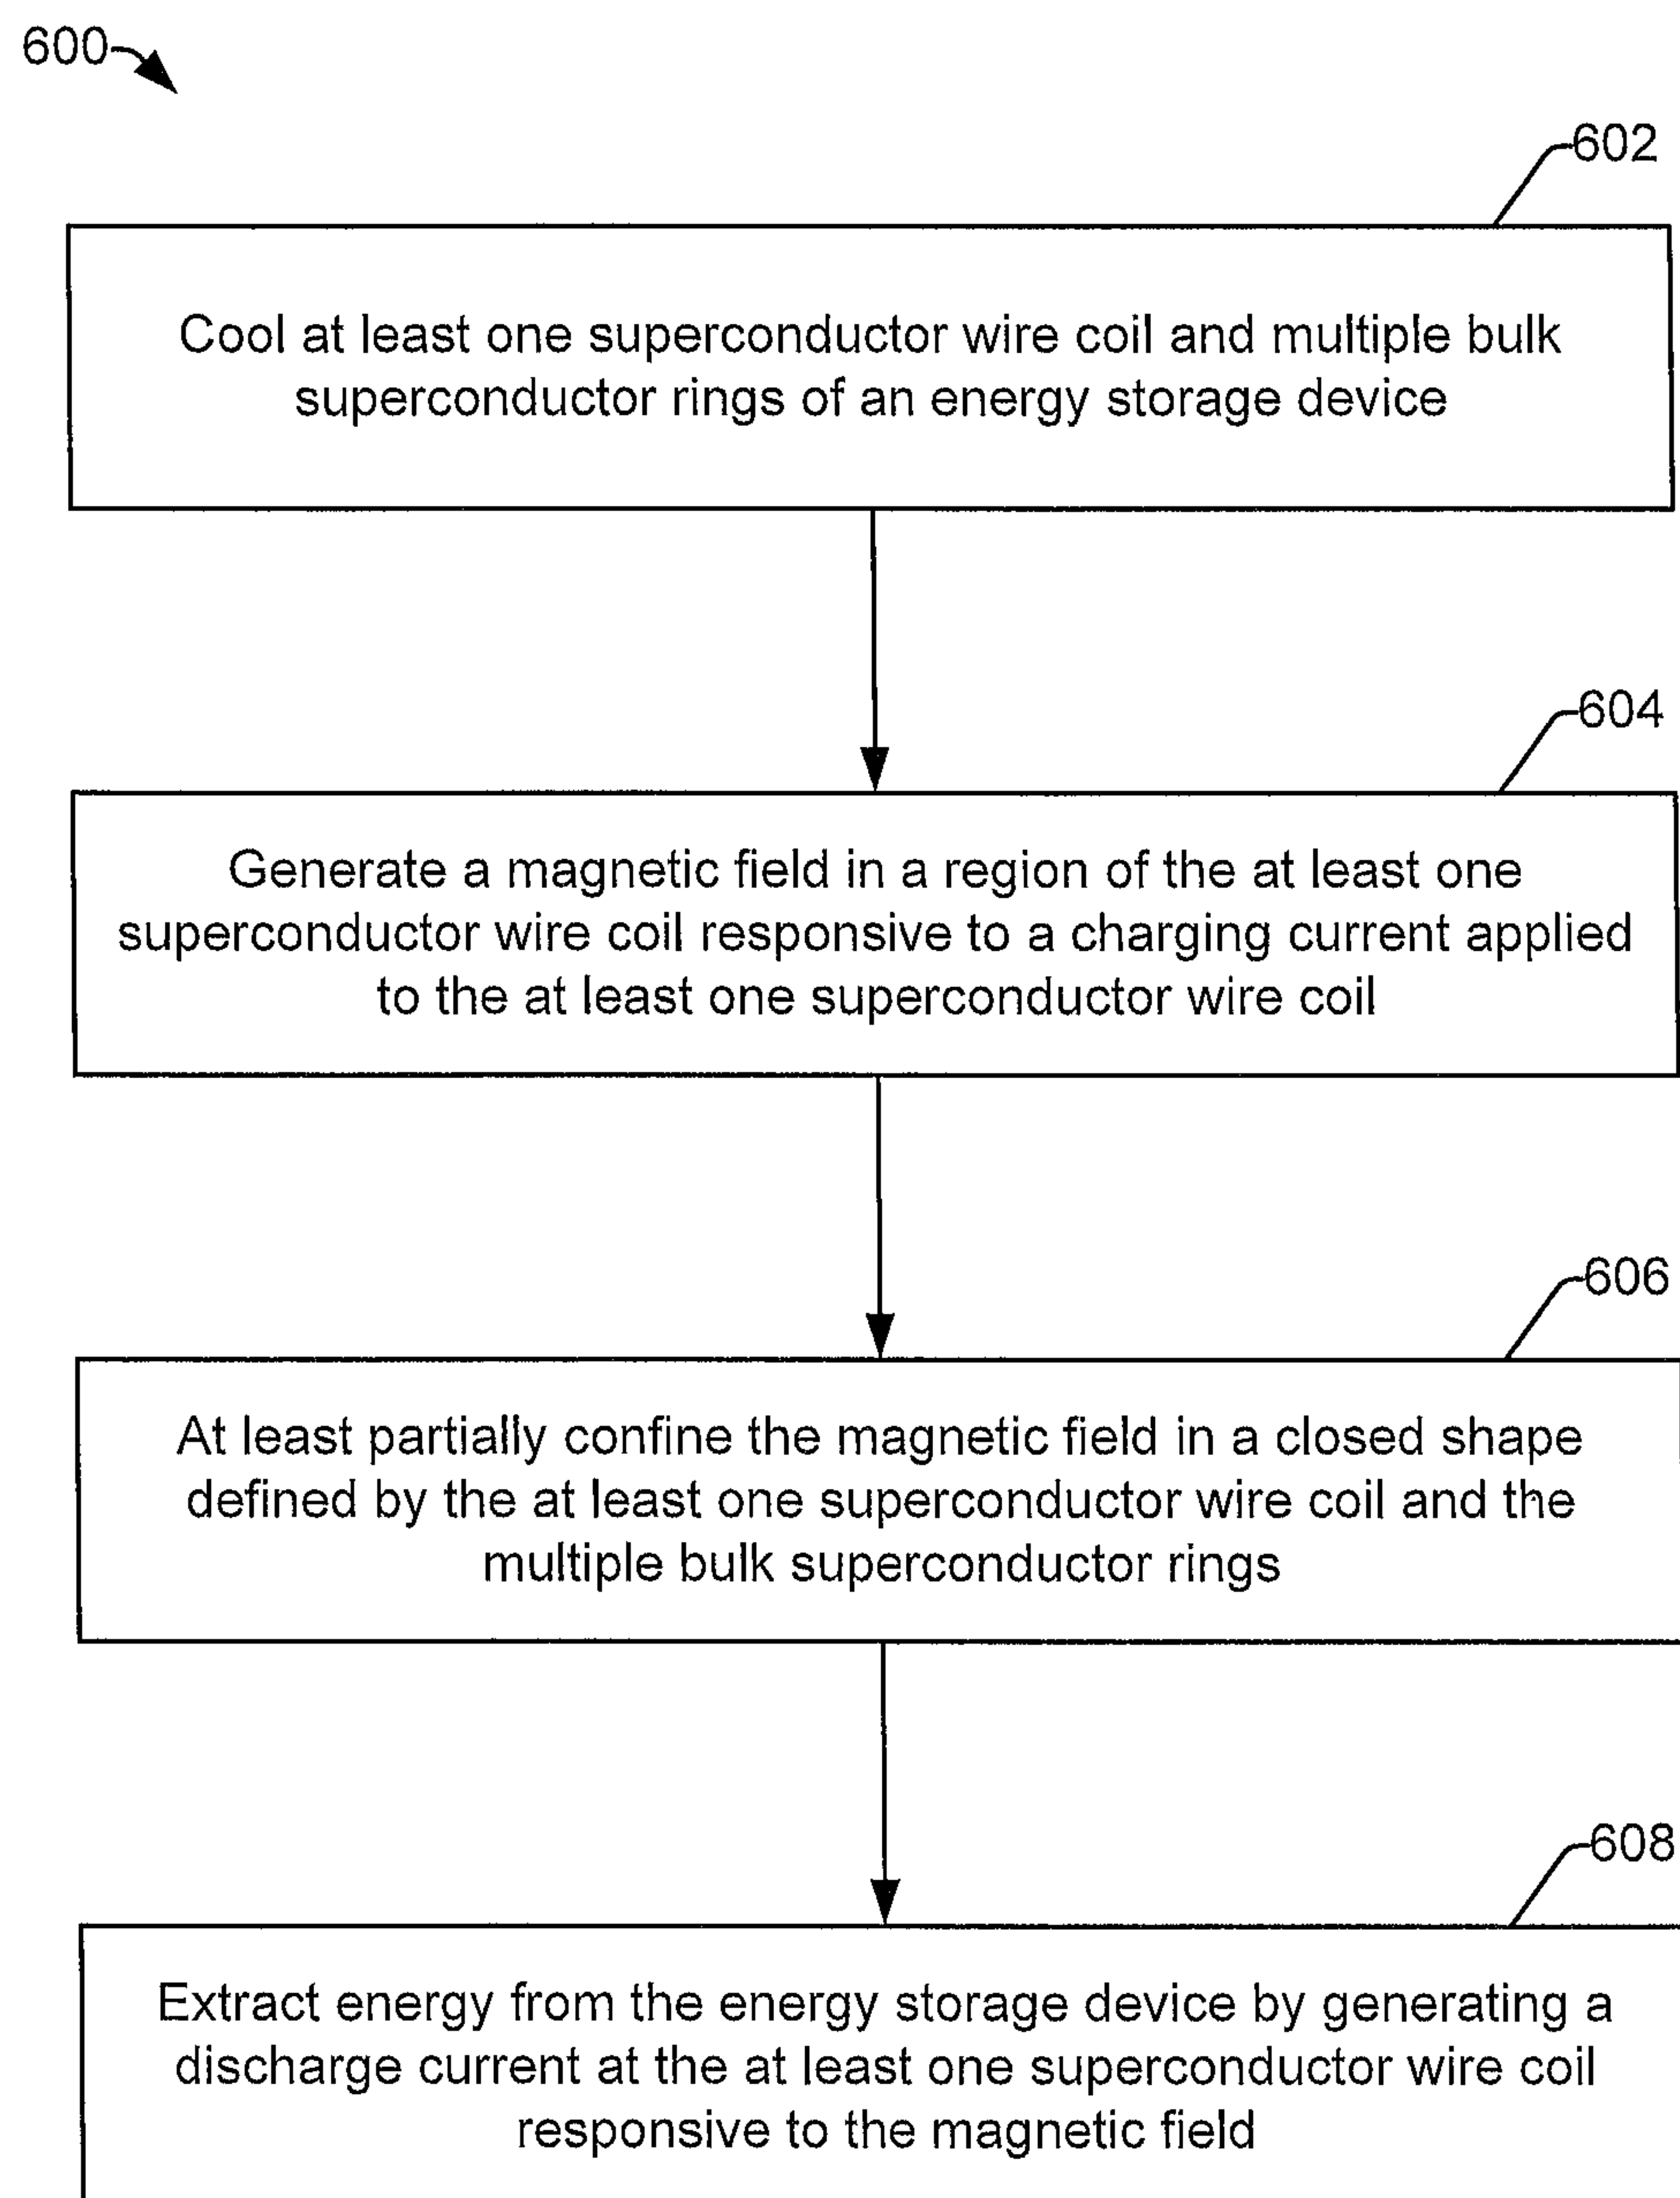 600
602
Cool at least one superconductor wire coil and multiple bulk
superconductor rings of an energy storage device
604
Generate a magnetic field in a region of the at least one
superconductor wire coil responsive to a charging current applied
to the at least one superconductor wire coil
606
At least partially confine the magnetic field in a closed shape
defined by the at least one superconductor wire coil and the
multiple bulk superconductor rings
608
Extract energy from the energy storage device by generating a
discharge current at the at least one superconductor wire coil
responsive to the magnetic field